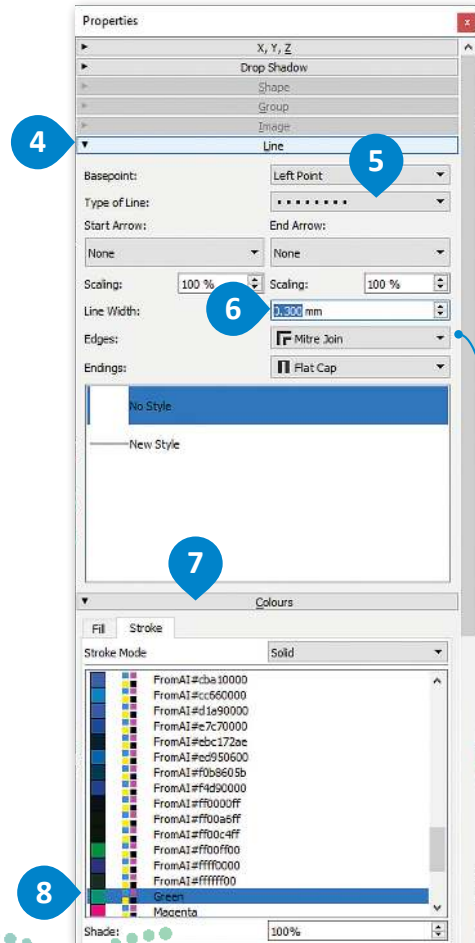 Properties
x
X, Y, Z
Drop Shadow
Shape
Group
Image
4
Line
5
Basepoint: Left Point
Type of Line:
Start Arrow: End Arrow:
None None
Scaling: 100 % Scaling: 100 %
6
Line Width: 0.300 mm
Edges: Mitre Join
Endings: Flat Cap
No Style
New Style
7
Colours
Fill Stroke
Stroke Mode Solid
FromAI#cba10000
FromAI#cc660000
FromAI#d1a90000
FromAI#e7c70000
FromAI#ebc172ae
FromAI#ed950600
FromAI#f0b8605b
FromAI#f4d90000
FromAI#ff0000ff
FromAI#ff00a6ff
FromAI#ff00c4ff
FromAI#ff00ff00
FromAI#ffff0000
FromAI#ffffff00
8
Green
Magenta
Shade: 100%